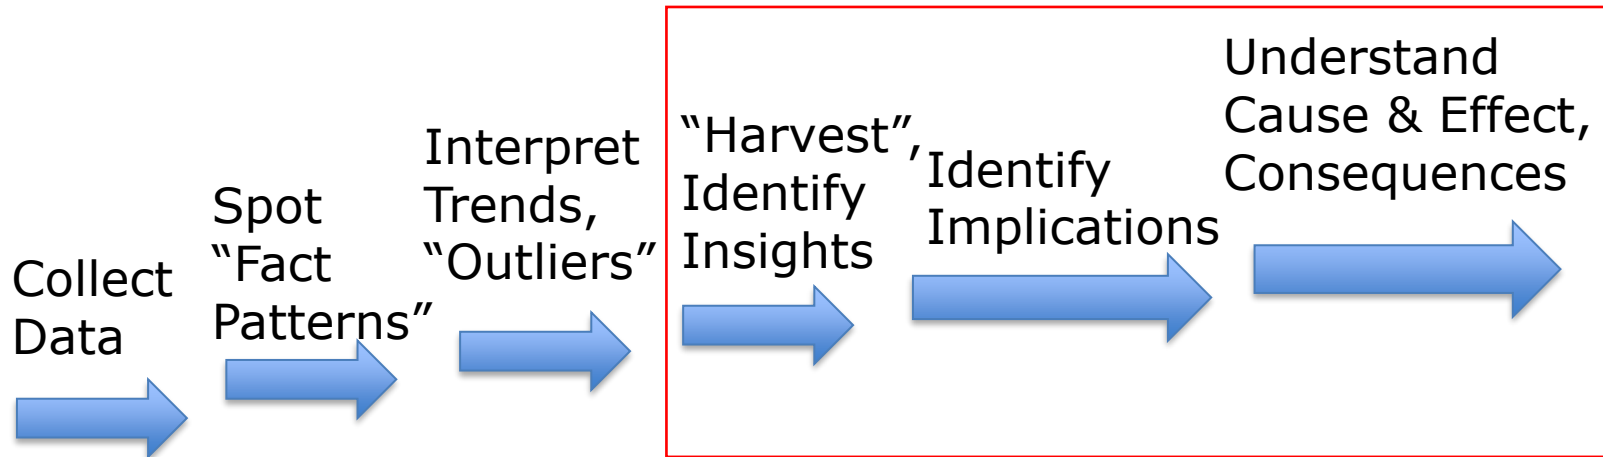 Collect
Data
Spot
“Fact
Patterns”
Interpret
Trends,
“Outliers”
“Harvest”,
Identify
Insights
Identify
Implications
Understand
Cause & Effect,
Consequences